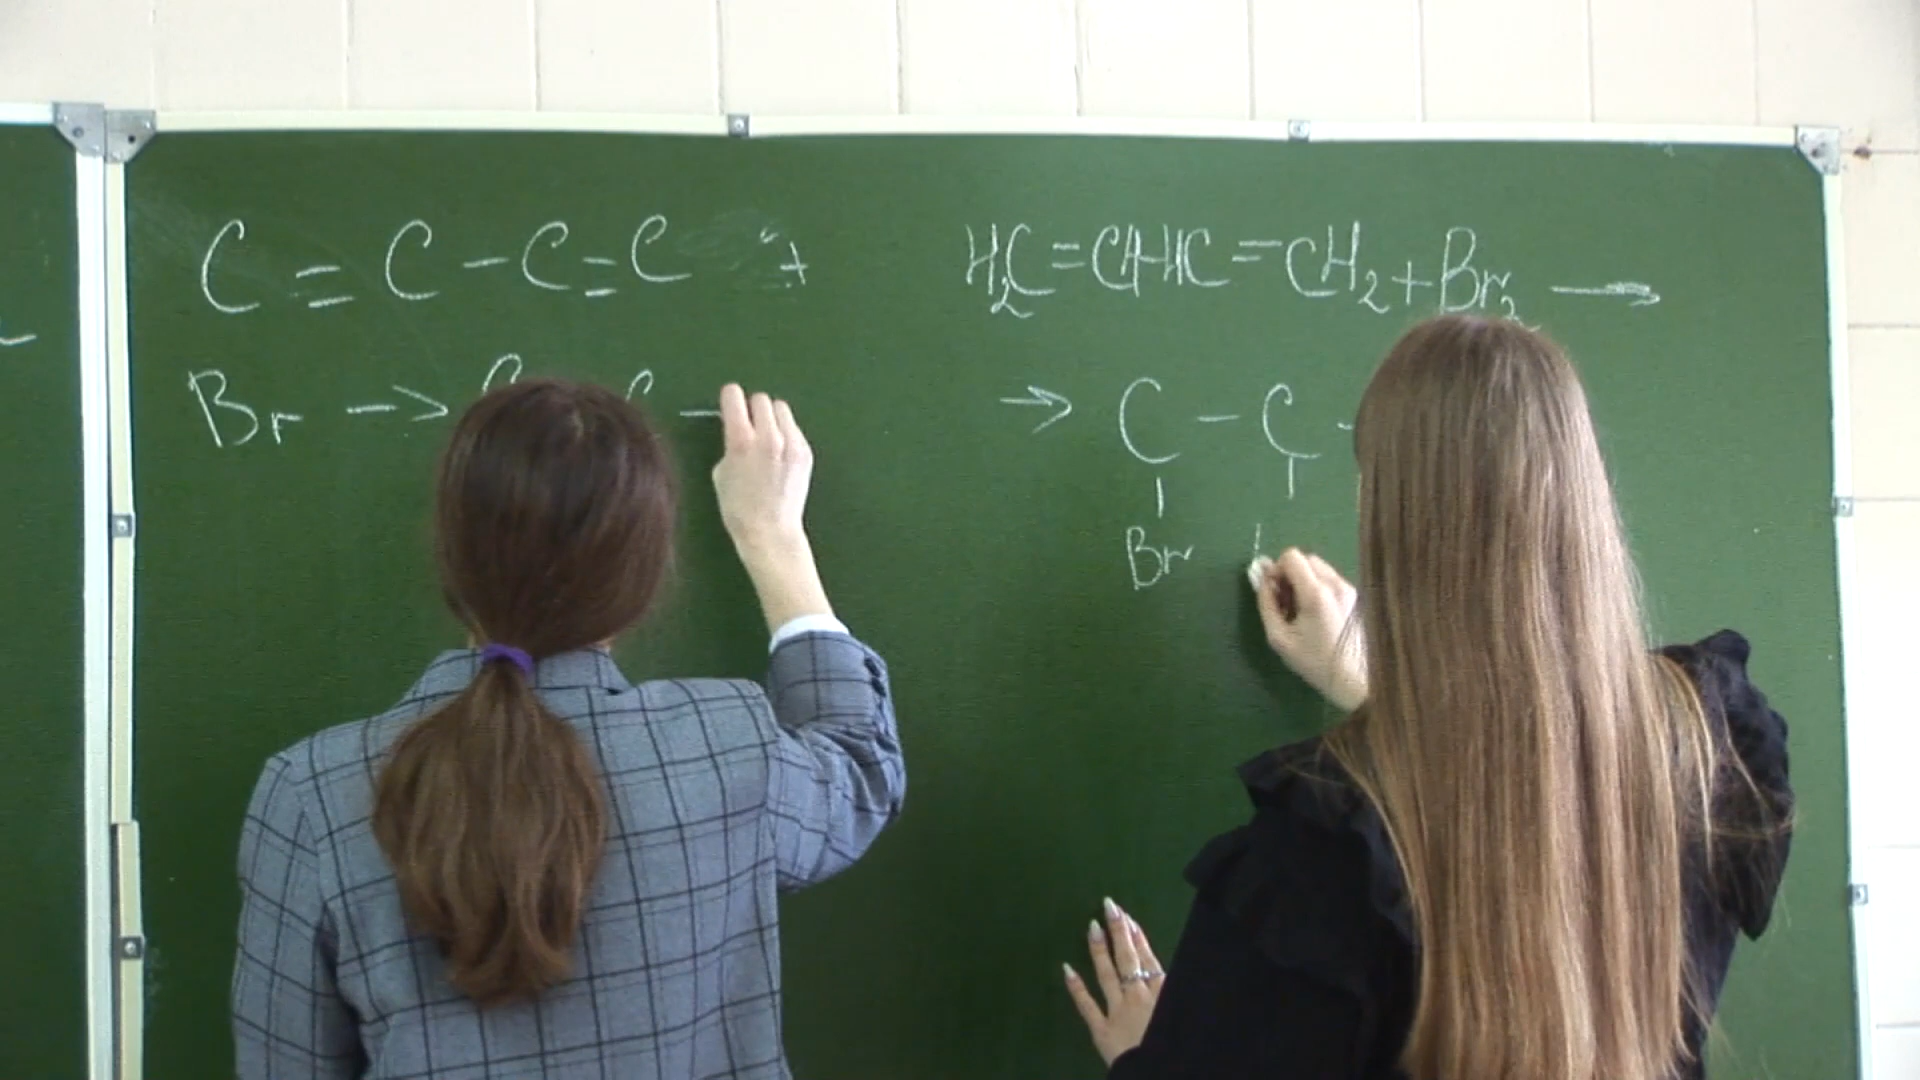 C = C - C = C +
Br -> C C -
H₂C=CH-HC=CH₂+Br₂ ⟶
→ C - C -
Br